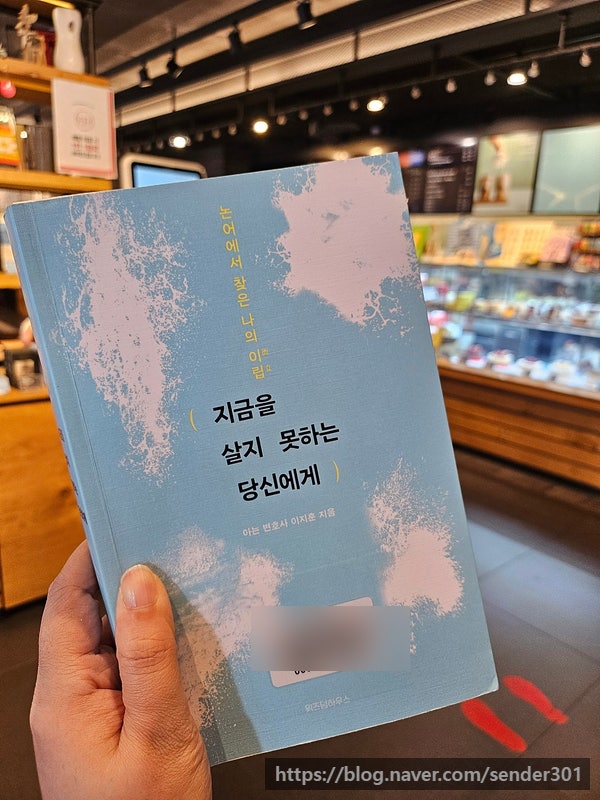 논어에서 찾은 나의 이립
( 지금을
살지 못하는
당신에게 )
아는 변호사 이지훈 지음
위즈덤하우스
https://blog.naver.com/sender301